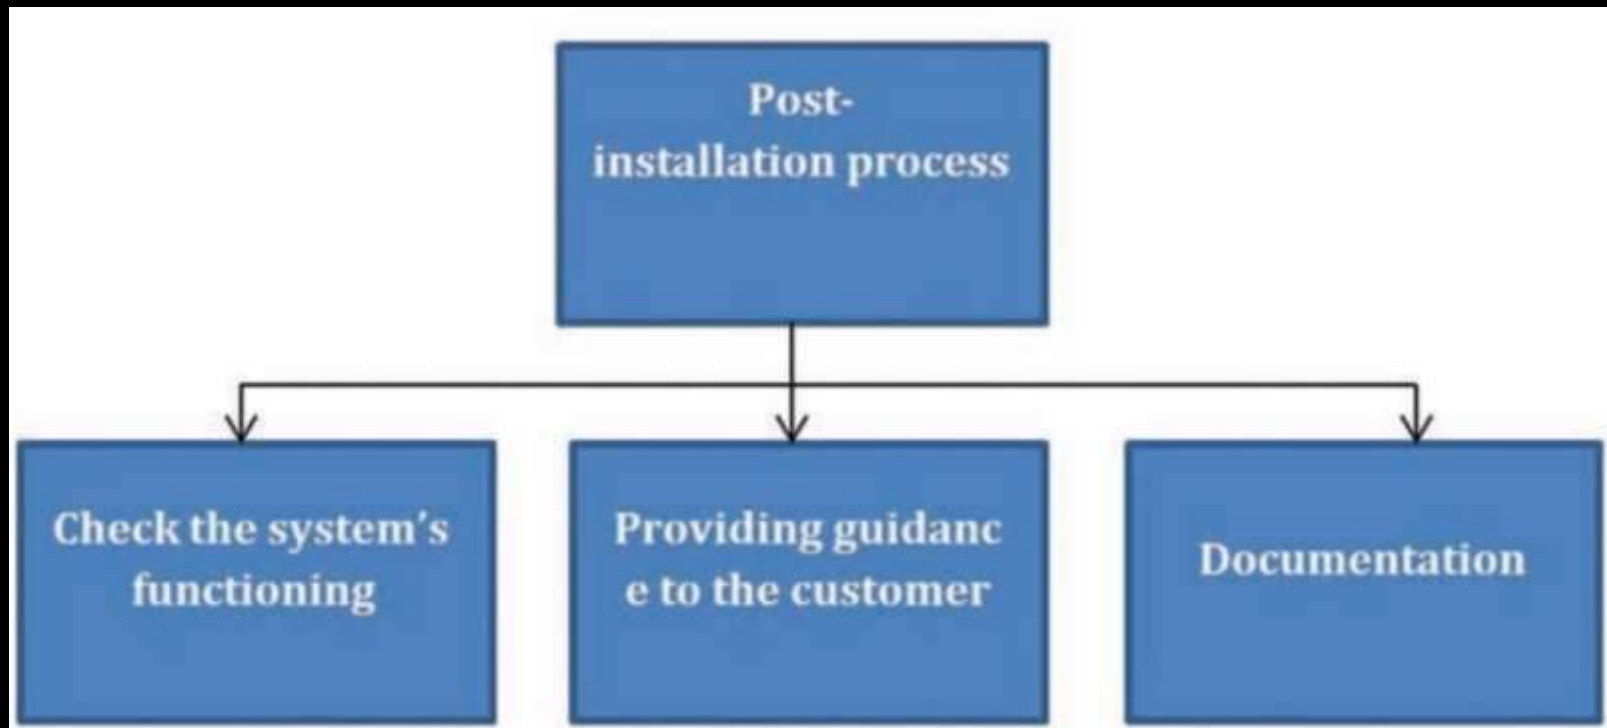 Post-
installation process
Check the system's
functioning
Providing guidanc
e to the customer
Documentation